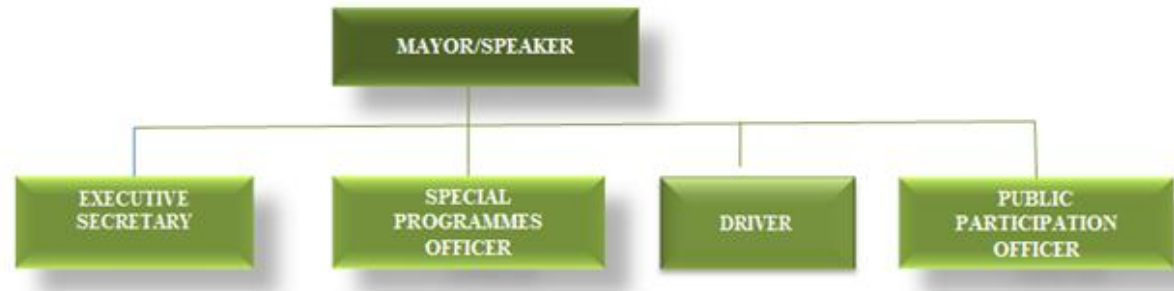 MAYOR/SPEAKER
EXECUTIVE
SECRETARY
SPECIAL
PROGRAMMES
OFFICER
DRIVER
PUBLIC
PARTICIPATION
OFFICER